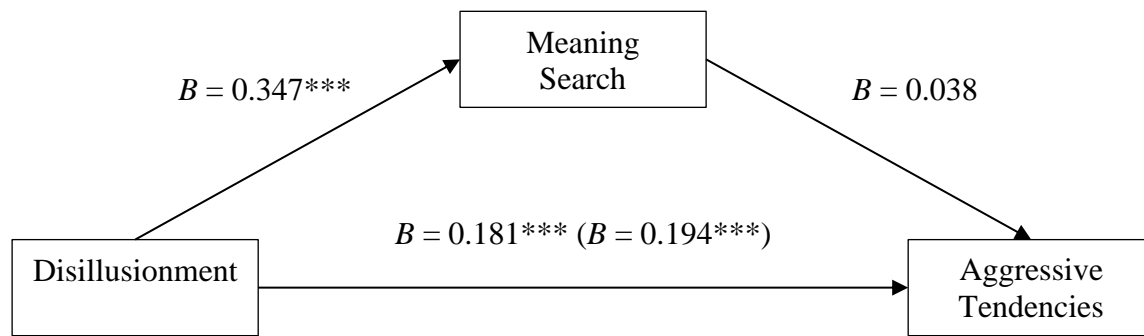 Meaning
Search
B = 0.347***
B = 0.038
B = 0.181*** (B = 0.194***)
Disillusionment
Aggressive
Tendencies